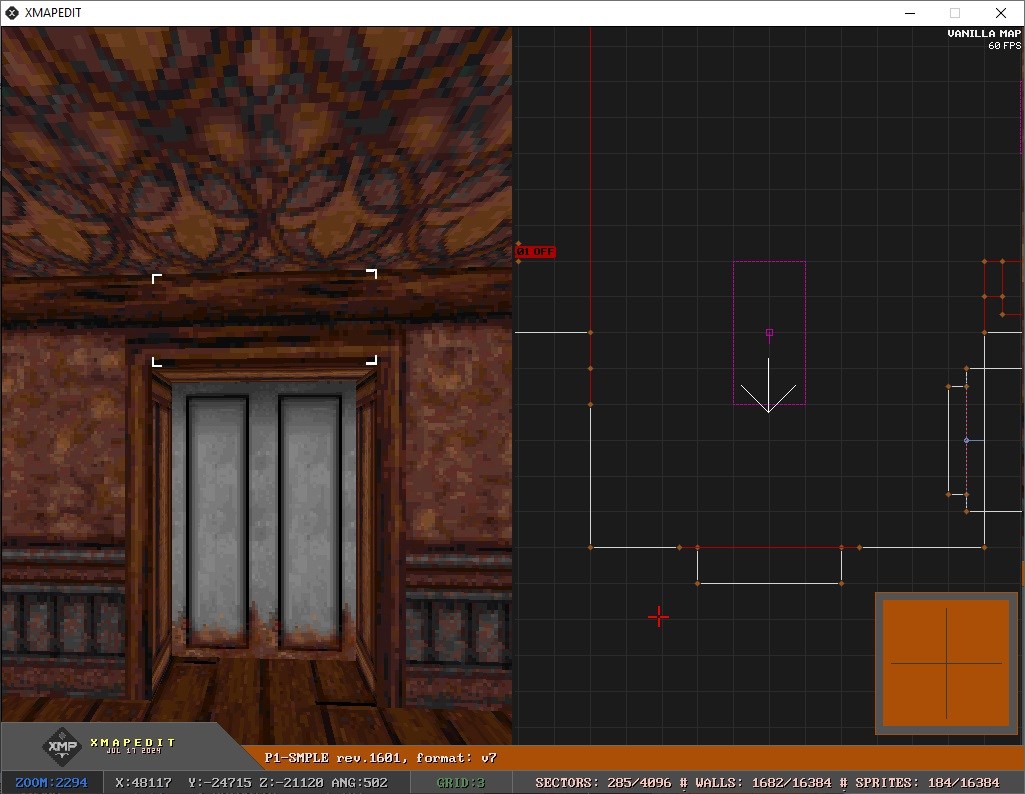 XMAPEDIT
VANILLA MAP
60 FPS
01 OFF
XMP
XMAPEDIT
JUL 17 2024
P1-SMPLE rev.1601, format: v7
ZOOM:2294
X:48117 Y:-24715 Z:-21120 ANG:502
GRID:3
SECTORS: 285/4096 # WALLS: 1682/16384 # SPRITES: 184/16384